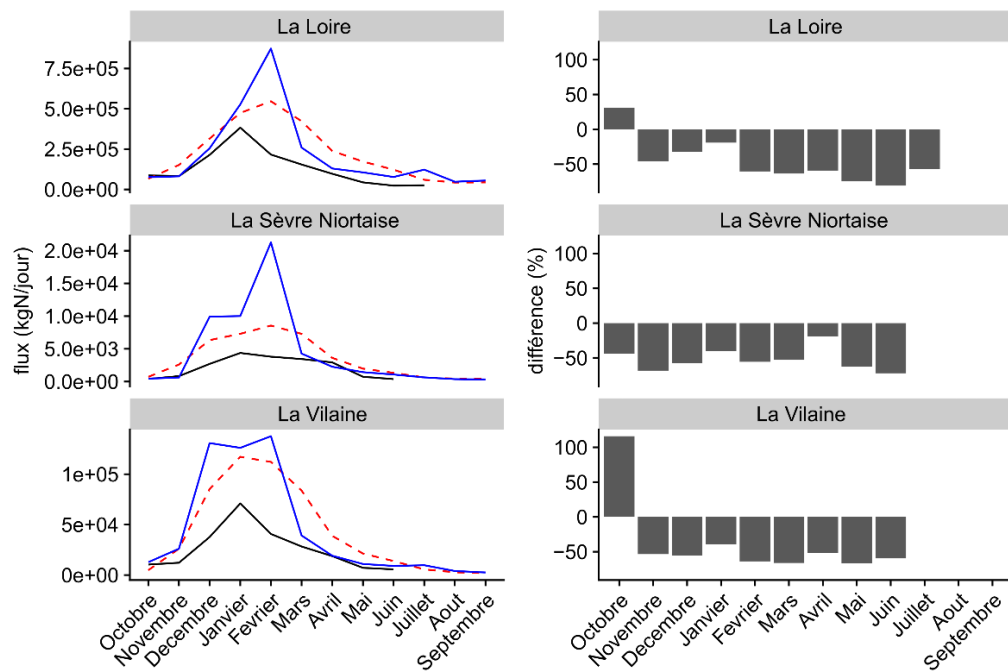 La Loire
7.5e+05
5.0e+05
2.5e+05
0.0e+00
La Sèvre Niortaise
2.0e+04
1.5e+04
1.0e+04
5.0e+03
0.0e+00
La Vilaine
1e+05
5e+04
0e+00
flux (kgN/jour)
Octobre
Novembre
Decembre
Janvier
Fevrier
Mars
Avril
Mai
Juin
Juillet
Aout
Septembre
La Loire
100
50
0
−50
La Sèvre Niortaise
100
50
0
−50
La Vilaine
100
50
0
−50
différence (%)
Octobre
Novembre
Decembre
Janvier
Fevrier
Mars
Avril
Mai
Juin
Juillet
Aout
Septembre